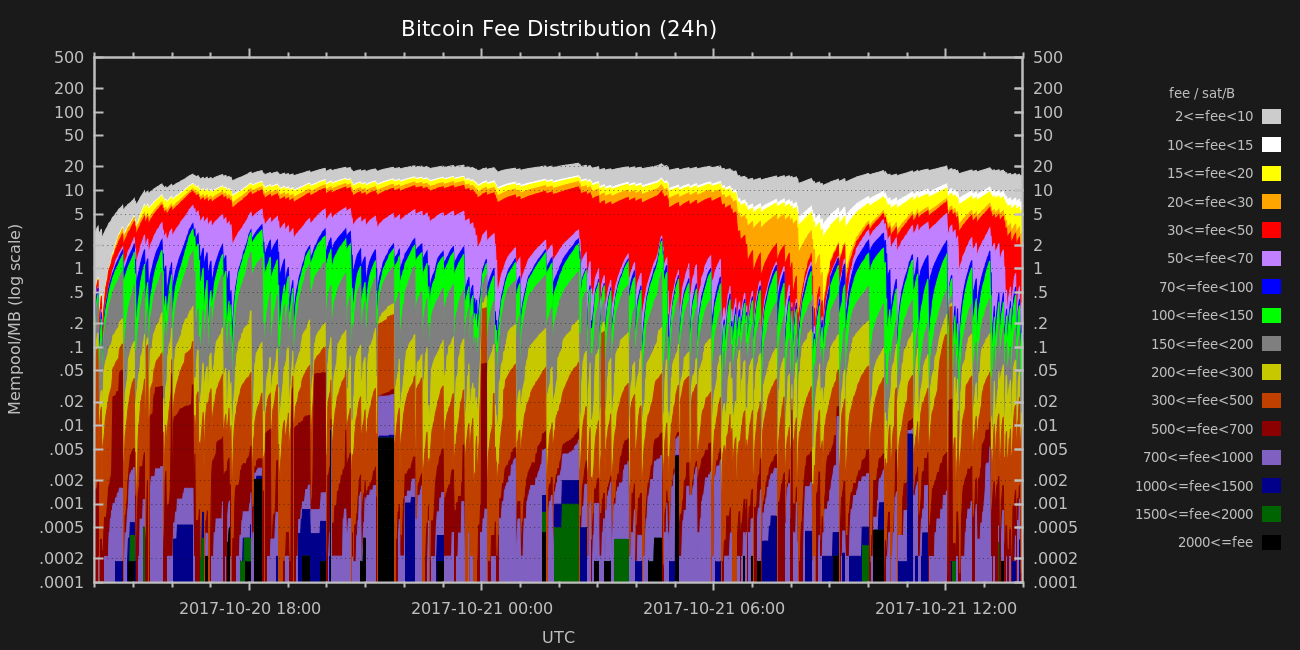 Bitcoin Fee Distribution (24h)
500 500
200 200
100 100
50 50
20 20
10 10
5 5
2 2
1 1
.5 .5
.2 .2
.1 .1
.05 .05
.02 .02
.01 .01
.005 .005
.002 .002
.001 .001
.0005 .0005
.0002 .0002
.0001 .0001
Mempool/MB (log scale)
2017-10-20 18:00 2017-10-21 00:00 2017-10-21 06:00 2017-10-21 12:00
UTC
fee / sat/B
2<=fee<10
10<=fee<15
15<=fee<20
20<=fee<30
30<=fee<50
50<=fee<70
70<=fee<100
100<=fee<150
150<=fee<200
200<=fee<300
300<=fee<500
500<=fee<700
700<=fee<1000
1000<=fee<1500
1500<=fee<2000
2000<=fee